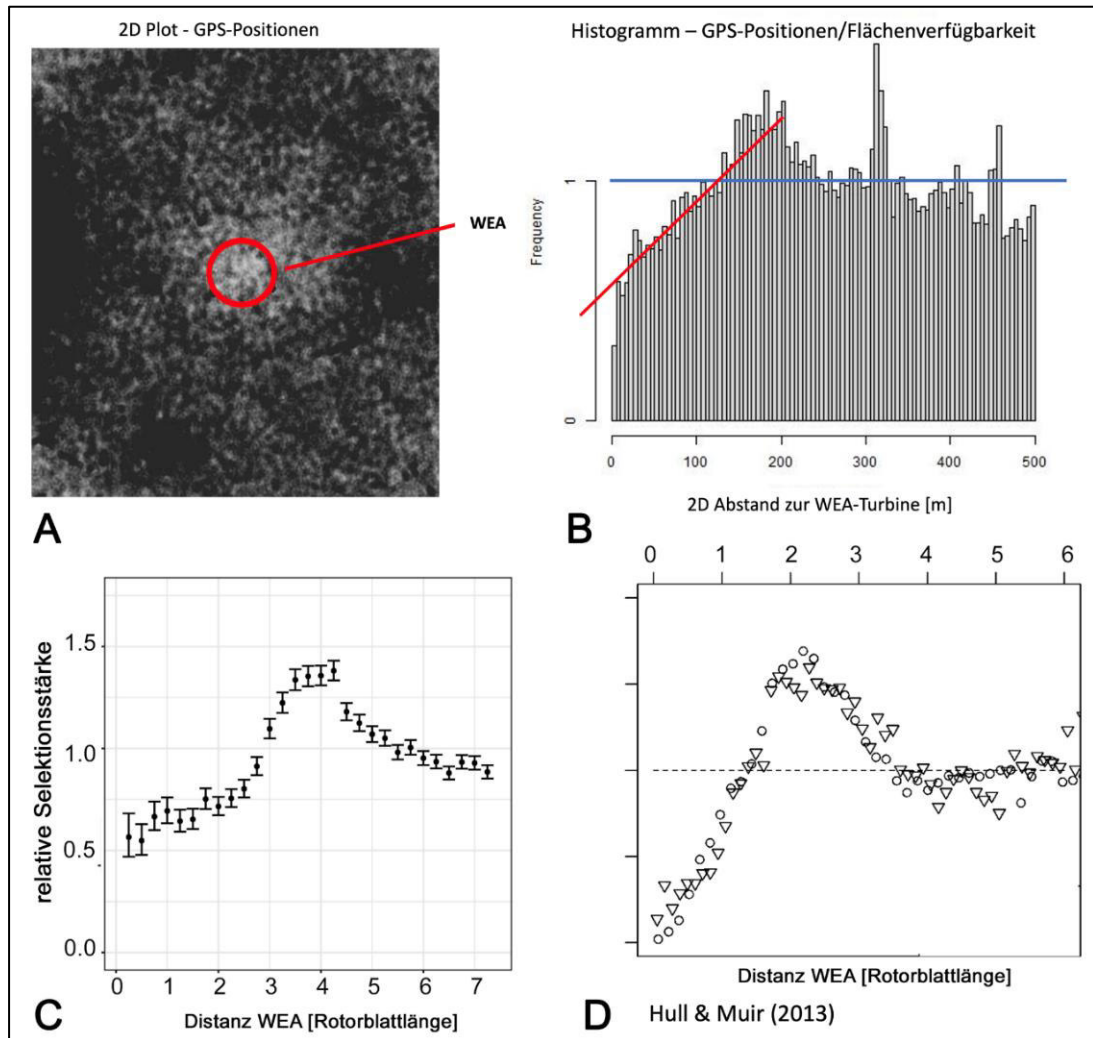 2D Plot - GPS-Positionen
WEA
A
Histogramm – GPS-Positionen/Flächenverfügbarkeit
Frequency
1
0
0 100 200 300 400 500
2D Abstand zur WEA-Turbine [m]
B
relative Selektionsstärke
1.5
1.0
0.5
0.0
0 1 2 3 4 5 6 7
Distanz WEA [Rotorblattlänge]
C
0 1 2 3 4 5 6
Distanz WEA [Rotorblattlänge]
D Hull & Muir (2013)